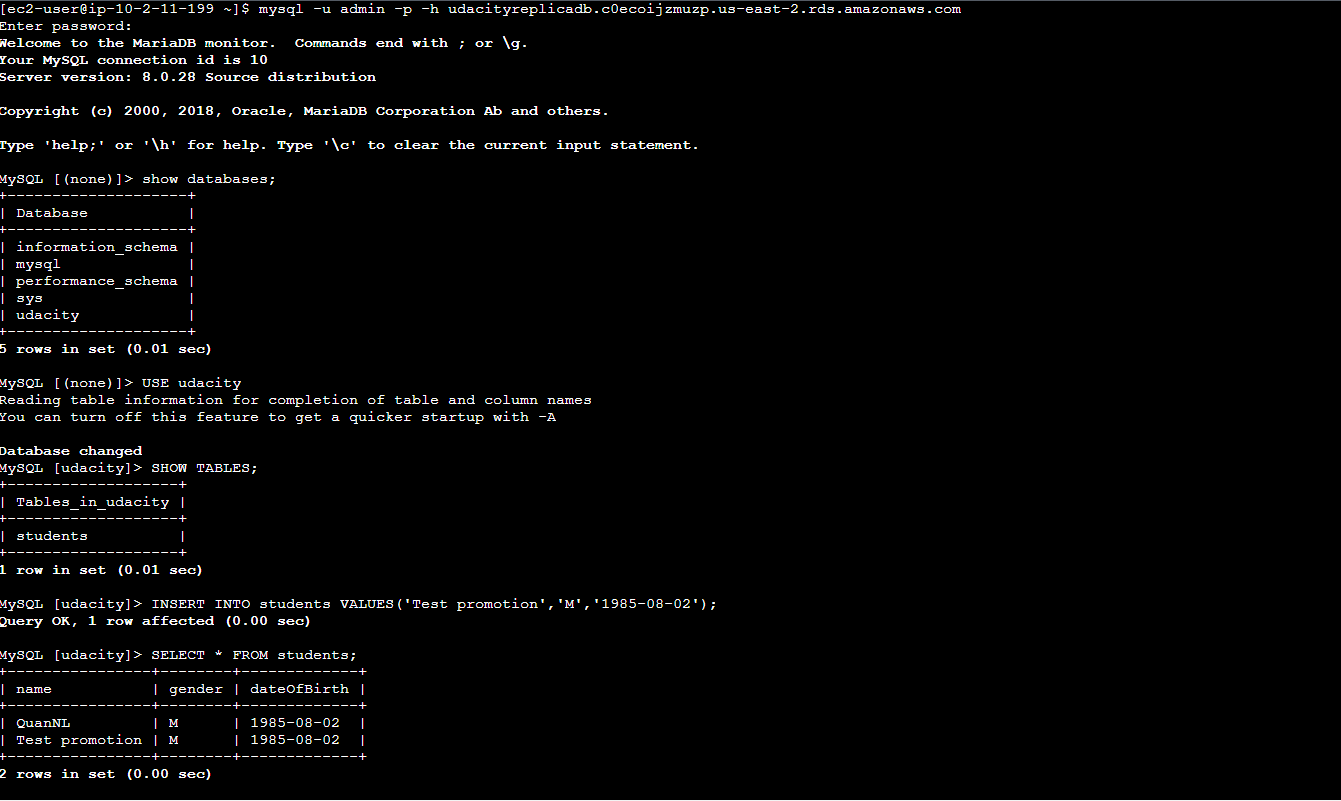 [ec2-user@ip-10-2-11-199 ~]$ mysql -u admin -p -h udacityreplicadb.c0ecoijzmuzp.us-east-2.rds.amazonaws.com
Enter password:
Welcome to the MariaDB monitor.  Commands end with ; or \g.
Your MySQL connection id is 10
Server version: 8.0.28 Source distribution

Copyright (c) 2000, 2018, Oracle, MariaDB Corporation Ab and others.

Type 'help;' or '\h' for help. Type '\c' to clear the current input statement.

MySQL [(none)]> show databases;
+--------------------+
| Database           |
+--------------------+
| information_schema |
| mysql              |
| performance_schema |
| sys                |
| udacity            |
+--------------------+
5 rows in set (0.01 sec)

MySQL [(none)]> USE udacity
Reading table information for completion of table and column names
You can turn off this feature to get a quicker startup with -A

Database changed
MySQL [udacity]> SHOW TABLES;
+-------------------+
| Tables_in_udacity |
+-------------------+
| students          |
+-------------------+
1 row in set (0.01 sec)

MySQL [udacity]> INSERT INTO students VALUES('Test promotion','M','1985-08-02');
Query OK, 1 row affected (0.00 sec)

MySQL [udacity]> SELECT * FROM students;
+----------------+--------+-------------+
| name           | gender | dateOfBirth |
+----------------+--------+-------------+
| QuanNL         | M      | 1985-08-02  |
| Test promotion | M      | 1985-08-02  |
+----------------+--------+-------------+
2 rows in set (0.00 sec)